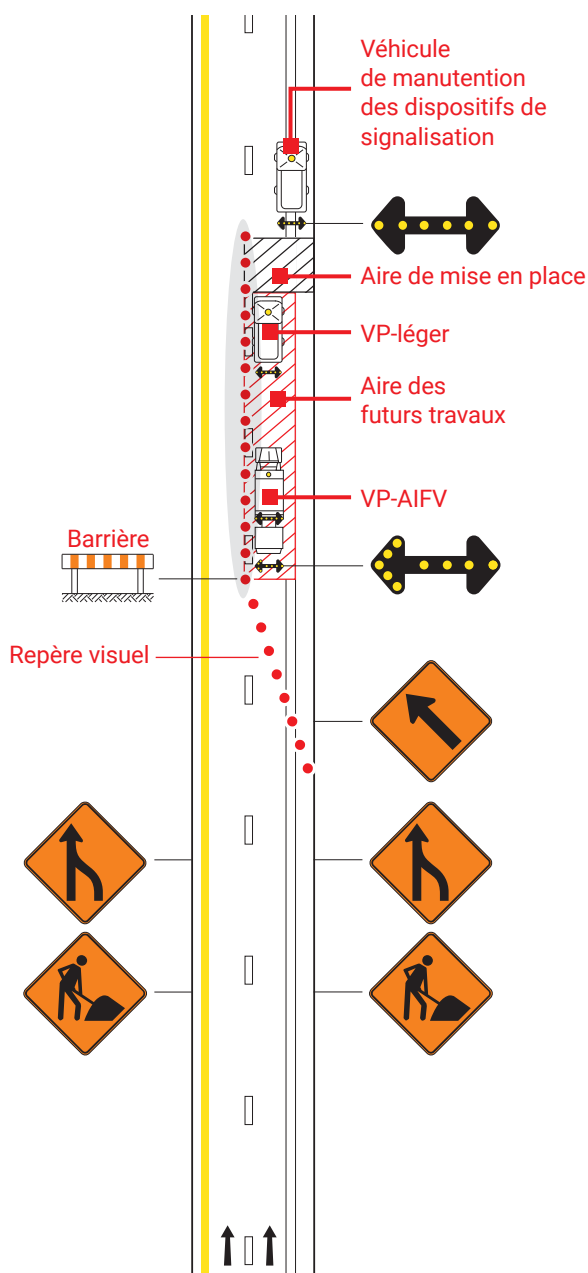 Véhicule
de manutention
des dispositifs de
signalisation
Aire de mise en place
VP-léger
Aire des
futurs travaux
VP-AIFV
Barrière
Repère visuel